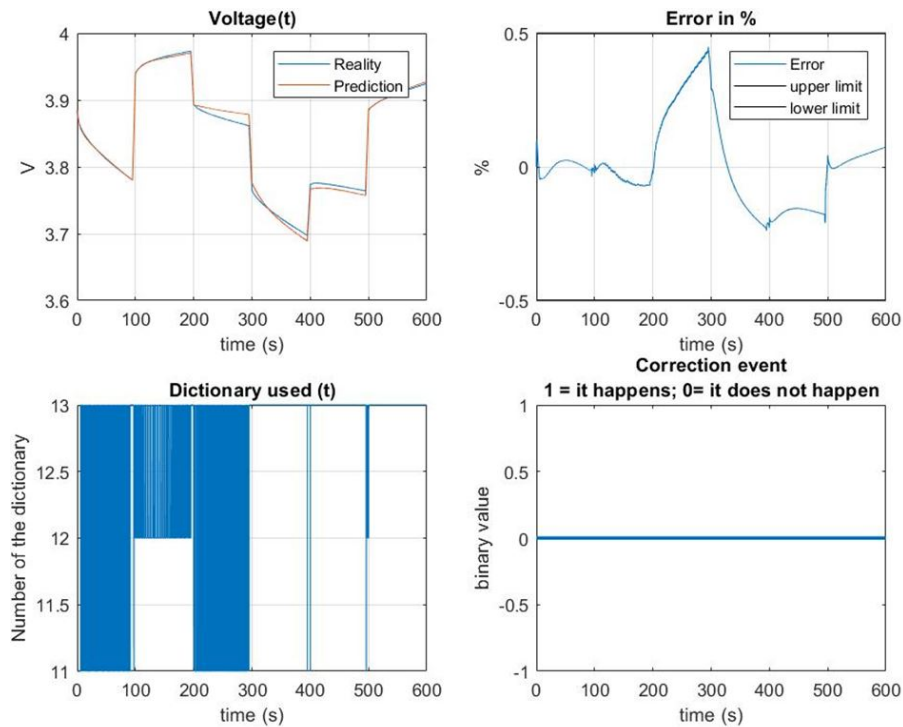 Voltage(t)
4
3.9
3.8
3.7
3.6
V
0 100 200 300 400 500 600
time (s)
Reality
Prediction
Error in %
0.5
0
-0.5
%
0 100 200 300 400 500 600
time (s)
Error
upper limit
lower limit
Dictionary used (t)
13
12.5
12
11.5
11
Number of the dictionary
0 100 200 300 400 500 600
time (s)
Correction event
1 = it happens; 0= it does not happen
1
0.5
0
-0.5
-1
binary value
0 100 200 300 400 500 600
time (s)